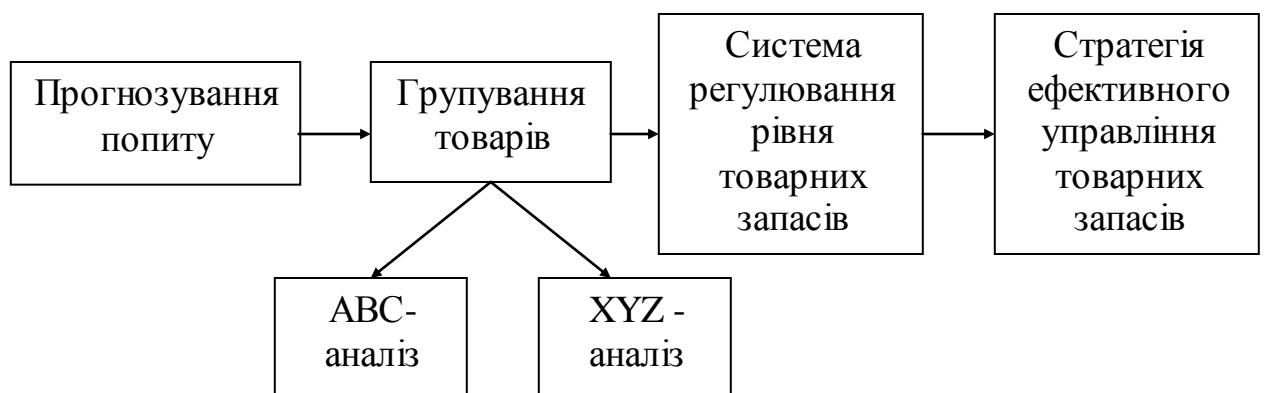 Прогнозування
попиту
Групування
товарів
Система
регулювання
рівня
товарних
запасів
Стратегія
ефективного
управління
товарних
запасів
ABC-
аналіз
XYZ -
аналіз